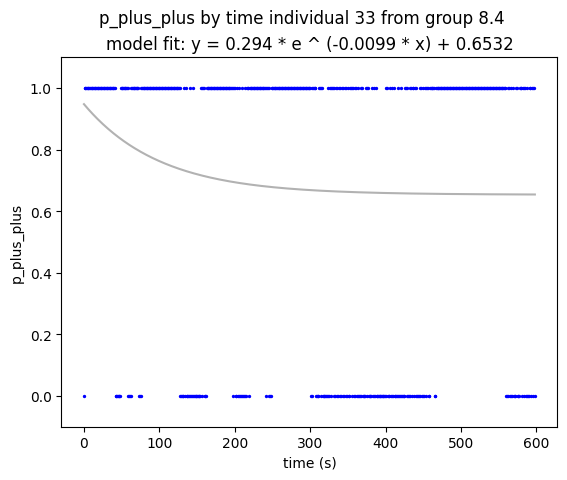 p_plus_plus by time individual 33 from group 8.4
model fit: y = 0.294 * e ^ (-0.0099 * x) + 0.6532
1.0
0.8
0.6
0.4
0.2
0.0
p_plus_plus
0 100 200 300 400 500 600
time (s)